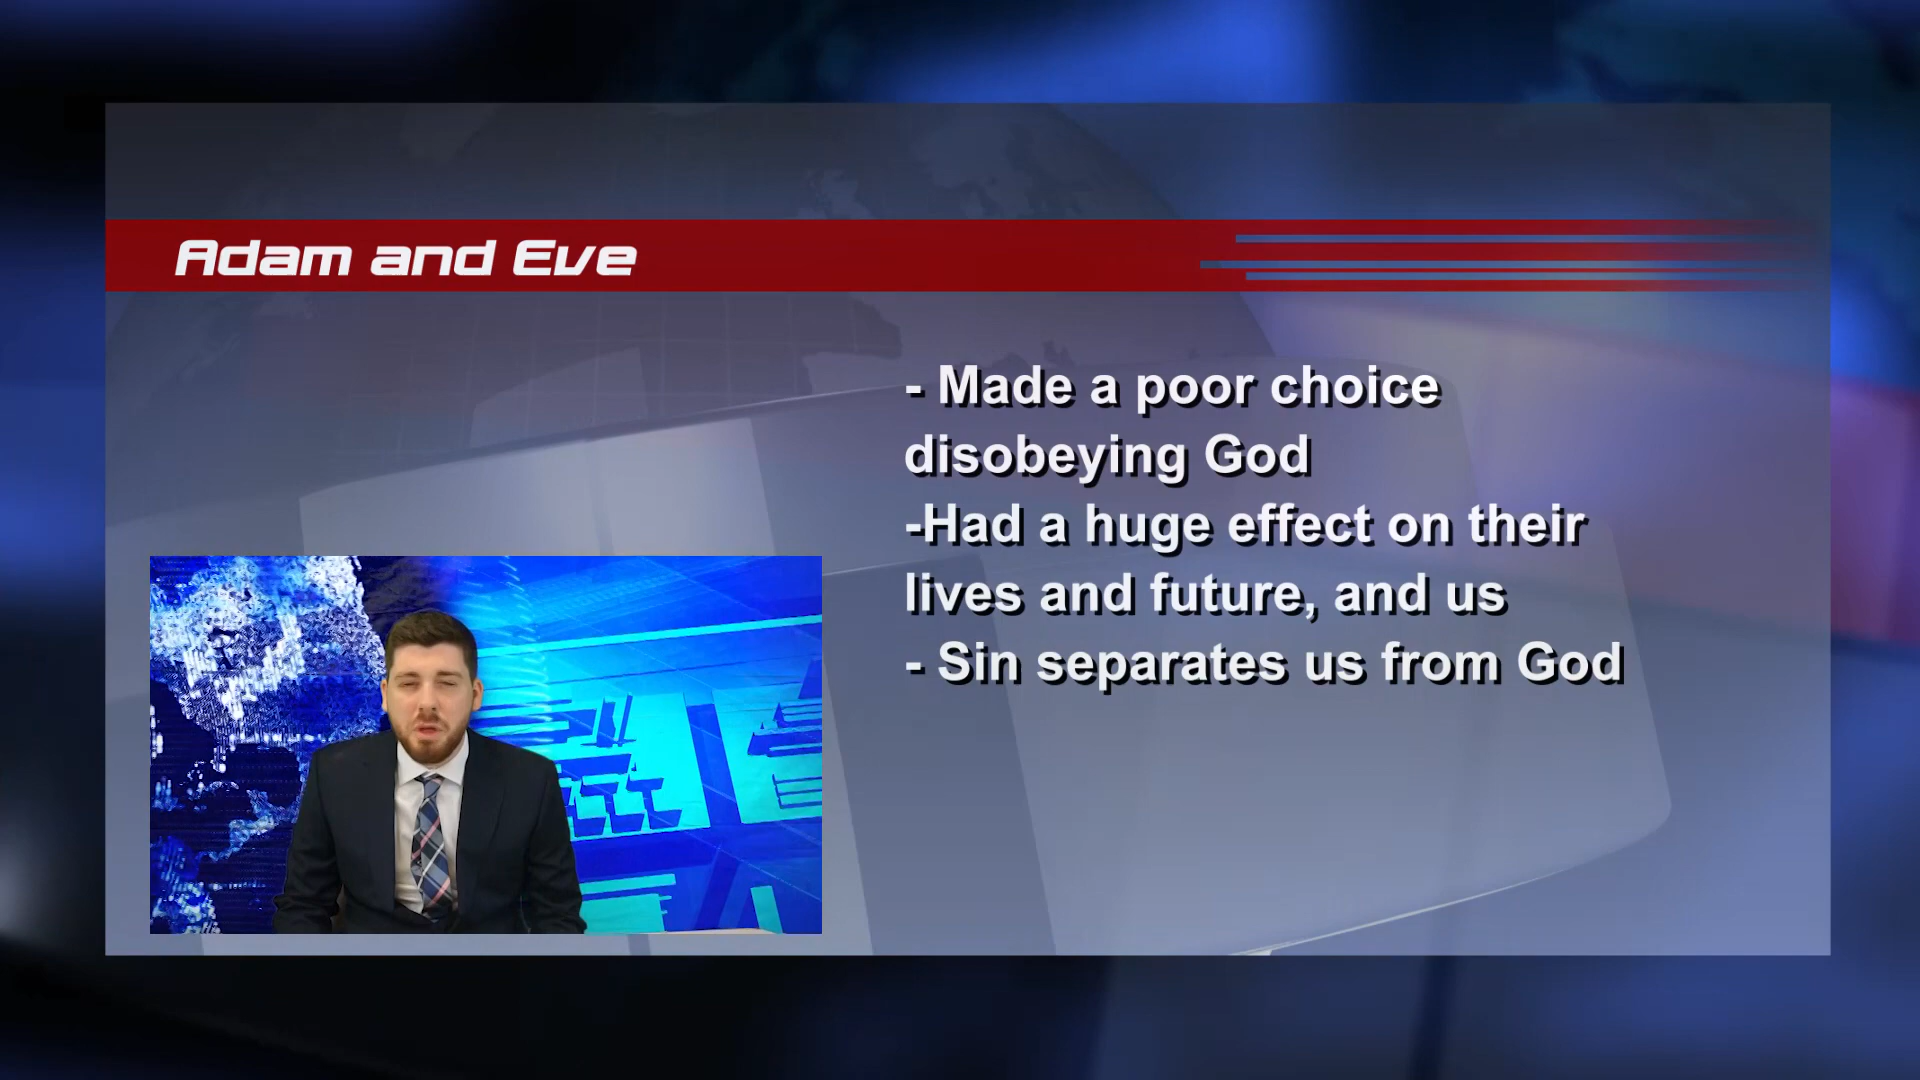 Adam and Eve
- Made a poor choice
disobeying God
-Had a huge effect on their
lives and future, and us
- Sin separates us from God